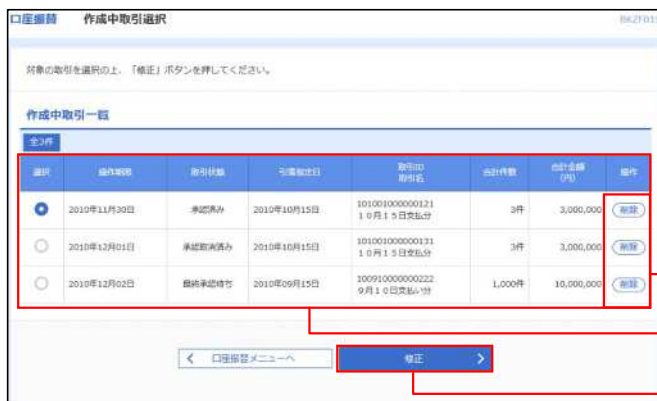 口座振替 作成中取引選択 BKZF013
対象の取引を選択の上、「修正」ボタンを押してください。
作成中取引一覧
全3件
選択 操作期限 取引状態 引落指定日 取引ID 取引名 合計件数 合計金額 (円) 操作
2010年11月30日 承認済み 2010年10月15日 101001000000121 3件 3,000,000 削除
10月15日支払分
2010年12月01日 承認取消済み 2010年10月15日 101001000000131 3件 3,000,000 削除
10月15日支払分
2010年12月02日 最終承認待ち 2010年09月15日 100910000000222 1,000件 10,000,000 削除
9月10日支払い分
口座振替メニューへ 修正